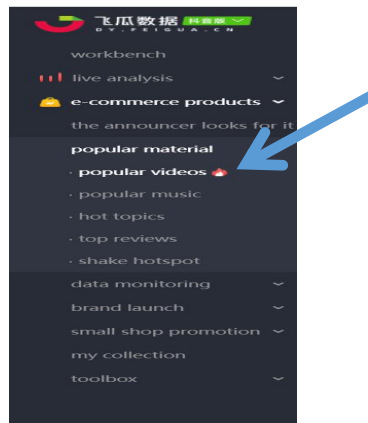 飞瓜数据 抖音版
DY.FEIGUA.CN
workbench
live analysis
e-commerce products
the announcer looks for it
popular material
· popular videos
· popular music
· hot topics
· top reviews
· shake hotspot
data monitoring
brand launch
small shop promotion
my collection
toolbox